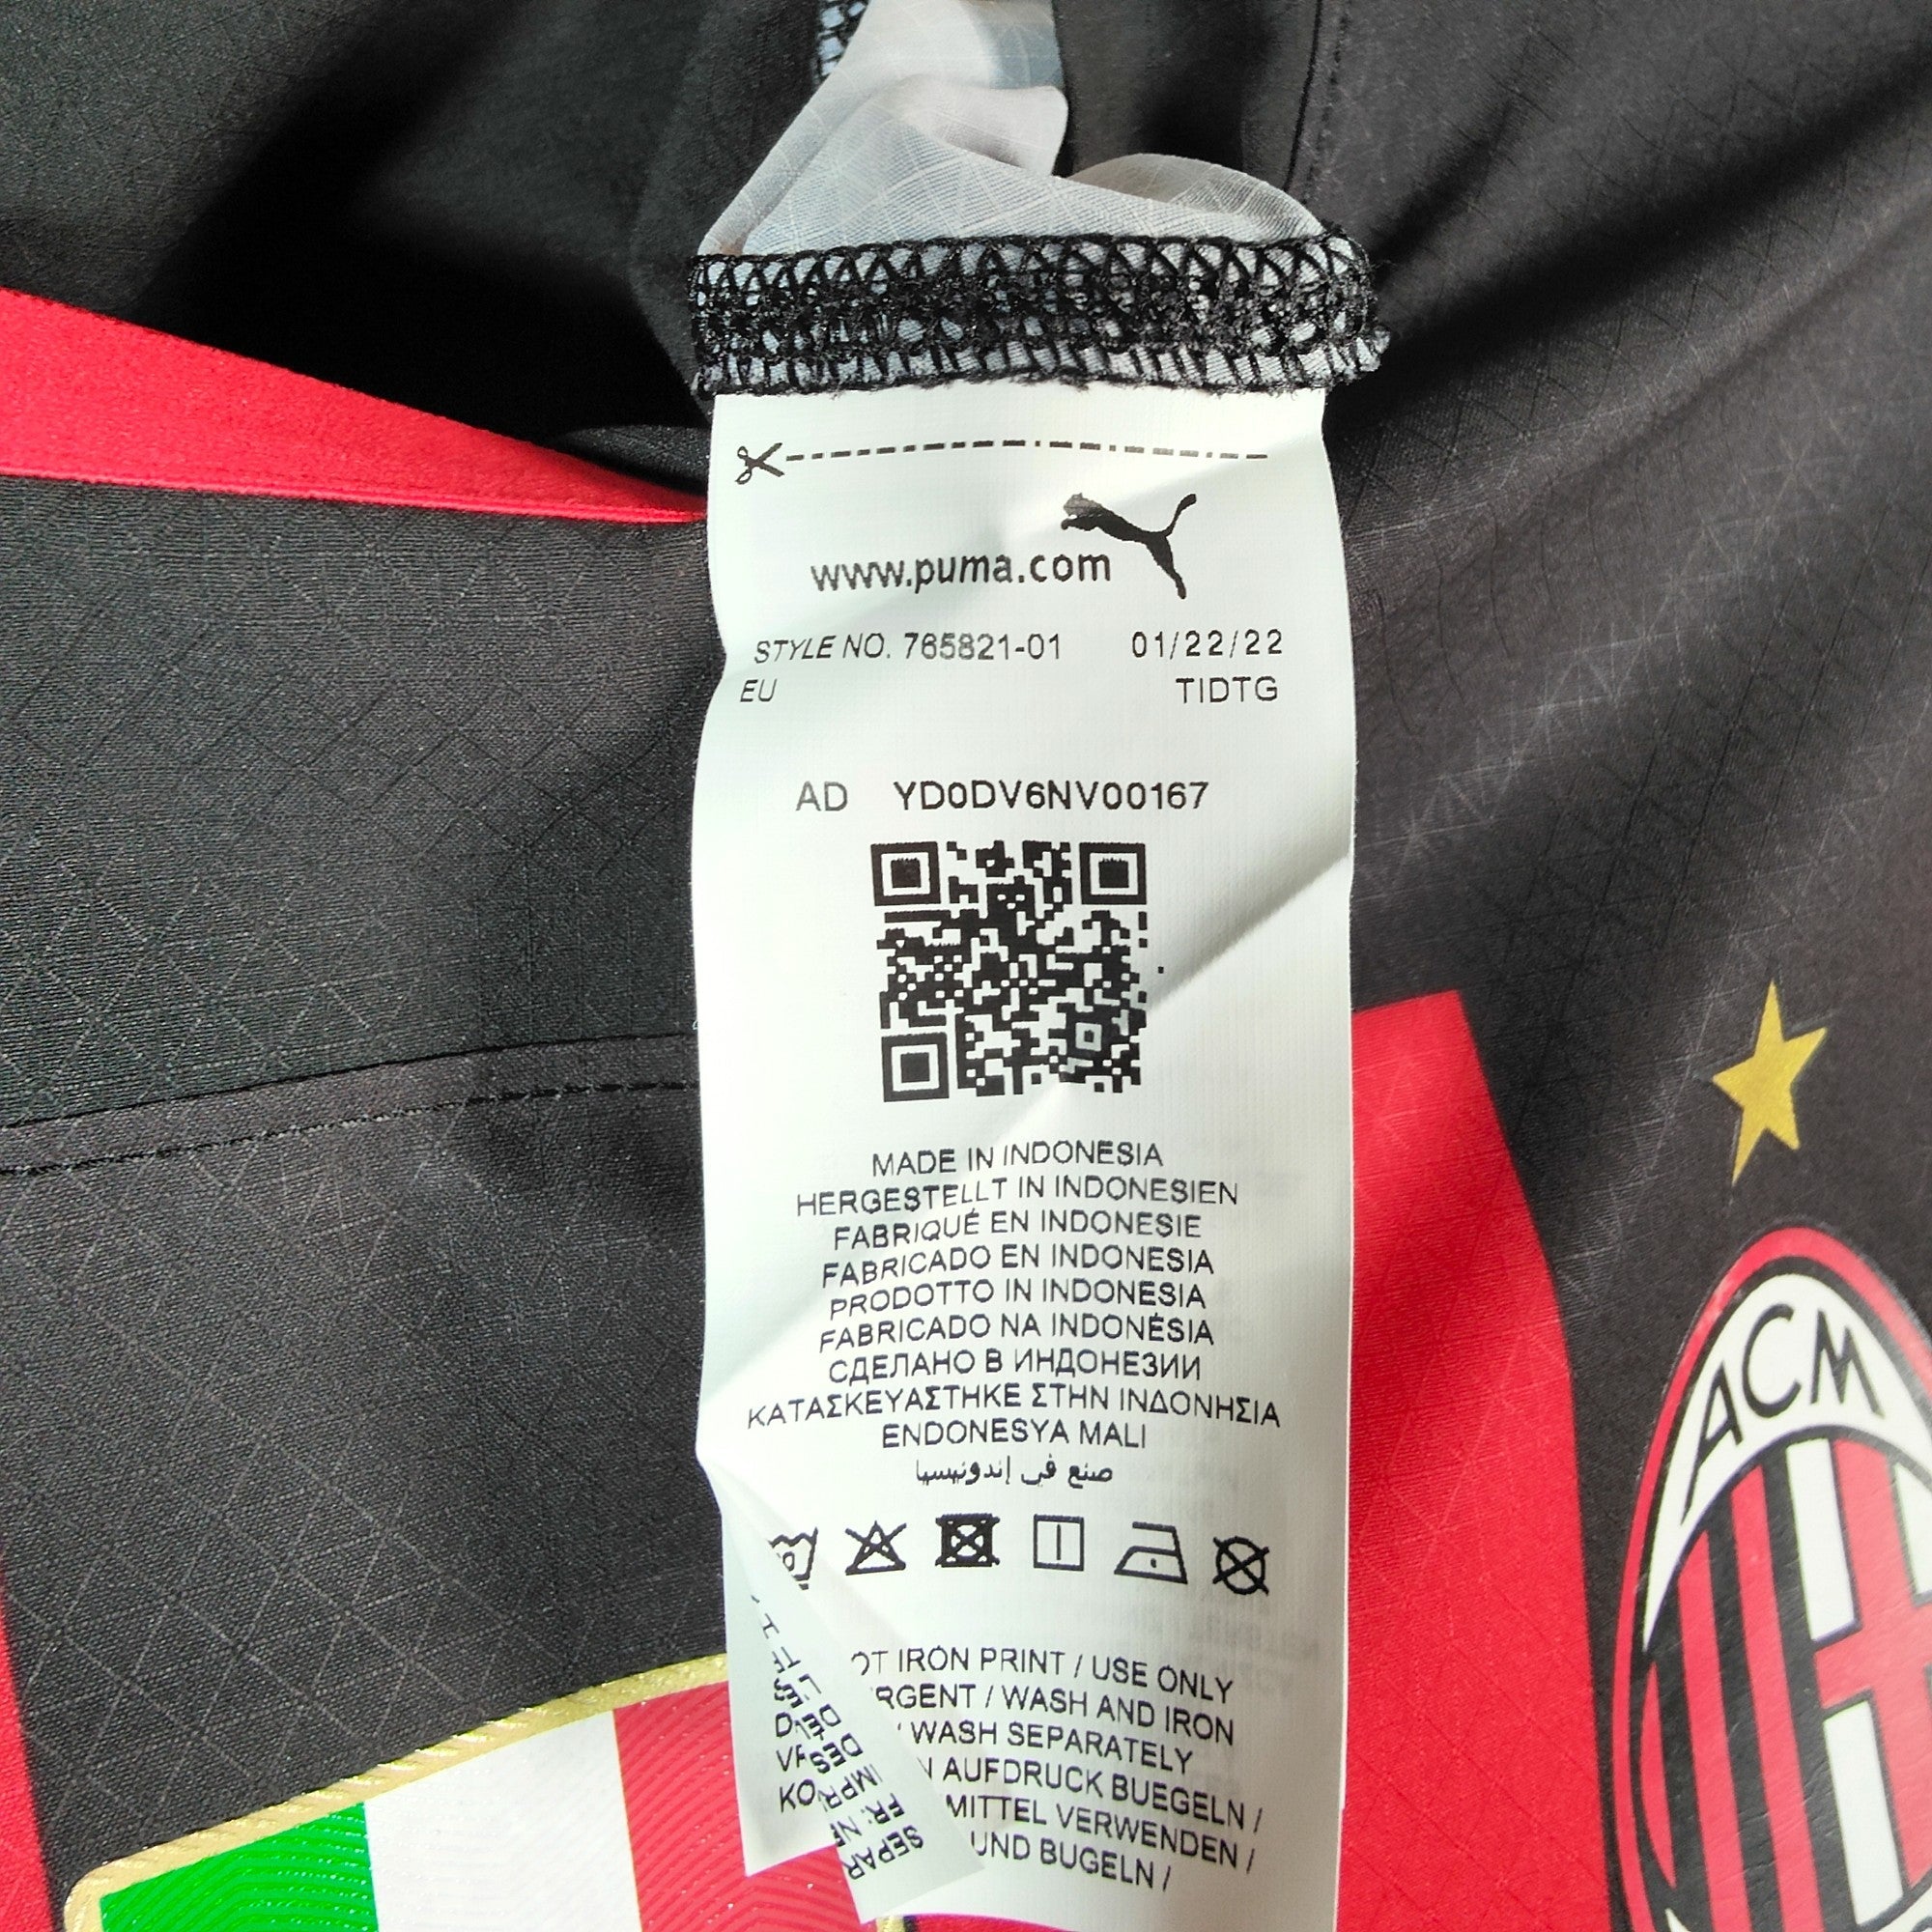 www.puma.com
STYLE NO. 765821-01 01/22/22
EU TIDTG
AD YD0DV6NV00167
MADE IN INDONESIA
HERGESTELLT IN INDONESIEN
FABRIQUÉ EN INDONESIE
FABRICADO EN INDONESIA
PRODOTTO IN INDONESIA
FABRICADO NA INDONÉSIA
СДЕЛАНО В ИНДОНЕЗИИ
ΚΑΤΑΣΚΕΥΑΣΤΗΚΕ ΣΤΗΝ ΙΝΔΟΝΗΣΙΑ
ENDONESYA MALI
صنع في إندونيسيا
IRON PRINT / USE ONLY
/ WASH AND IRON
WASH SEPARATELY
AUFDRUCK BUEGELN /
VERWENDEN /
UND BUGELN /
ACM